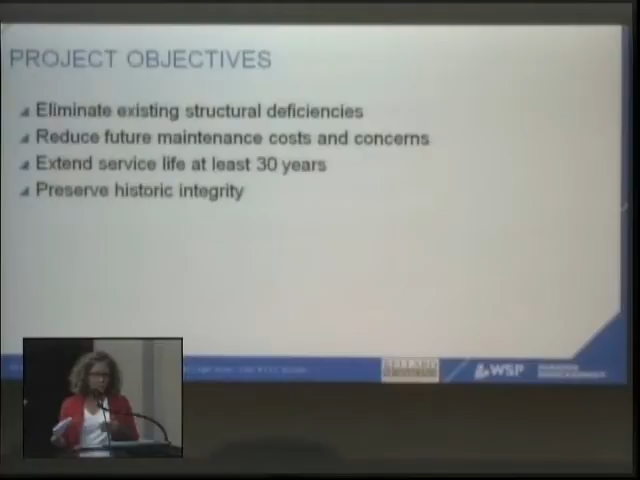 PROJECT OBJECTIVES
Eliminate existing structural deficiencies
Reduce future maintenance costs and concerns
Extend service life at least 30 years
Preserve historic integrity
WSP